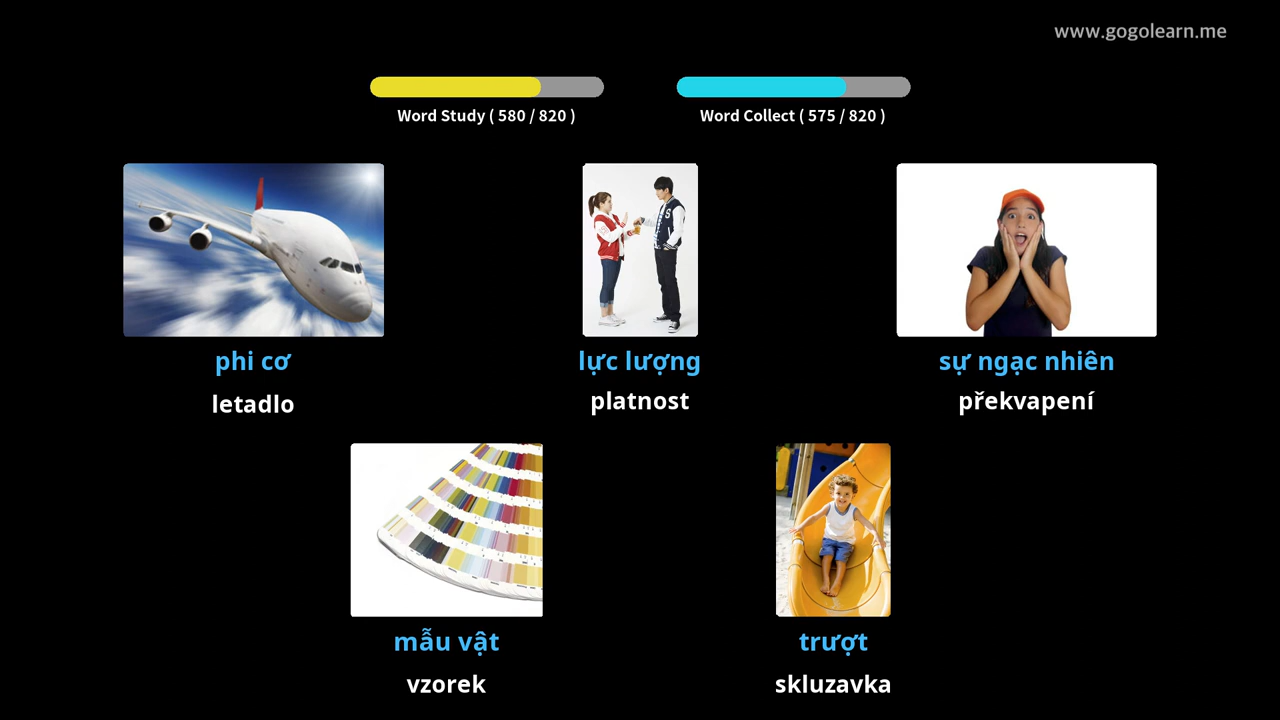 www.gogolearn.me
Word Study ( 580 / 820 )
Word Collect ( 575 / 820 )
phi cơ
letadlo
lực lượng
platnost
sự ngạc nhiên
překvapení
mẫu vật
vzorek
trượt
skluzavka